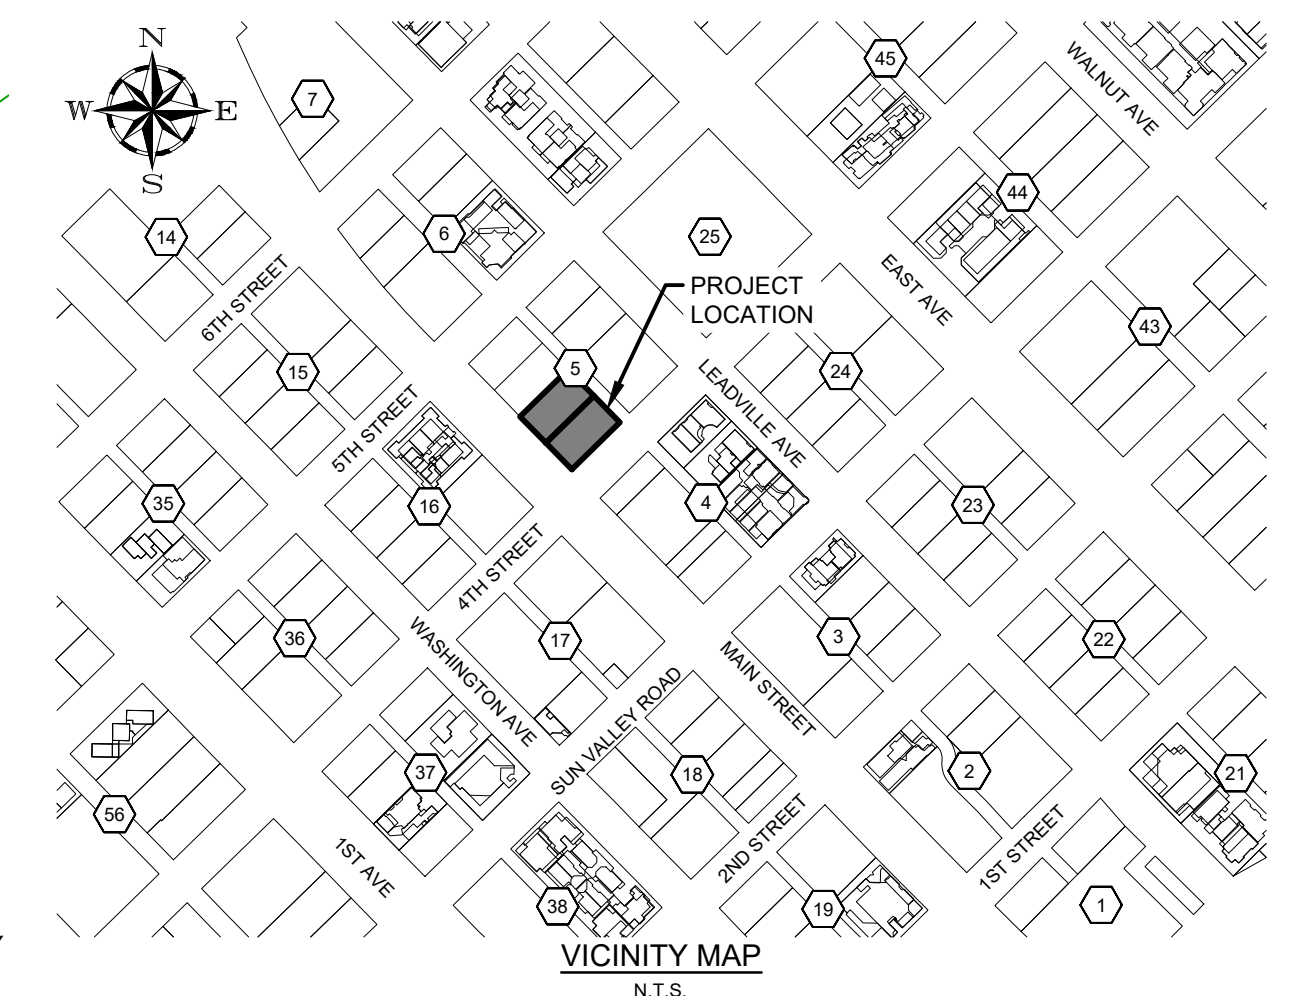 N
W E
S
7
45
WALNUT AVE
44
14
6
25
6TH STREET
EAST AVE
PROJECT
LOCATION
43
15
5
24
LEADVILLE AVE
5TH STREET
35
16
4
23
4TH STREET
36
WASHINGTON AVE
17
3
22
MAIN STREET
SUN VALLEY ROAD
37
18
2
21
56
1ST AVE
2ND STREET
1ST STREET
38
19
1
VICINITY MAP
N.T.S.